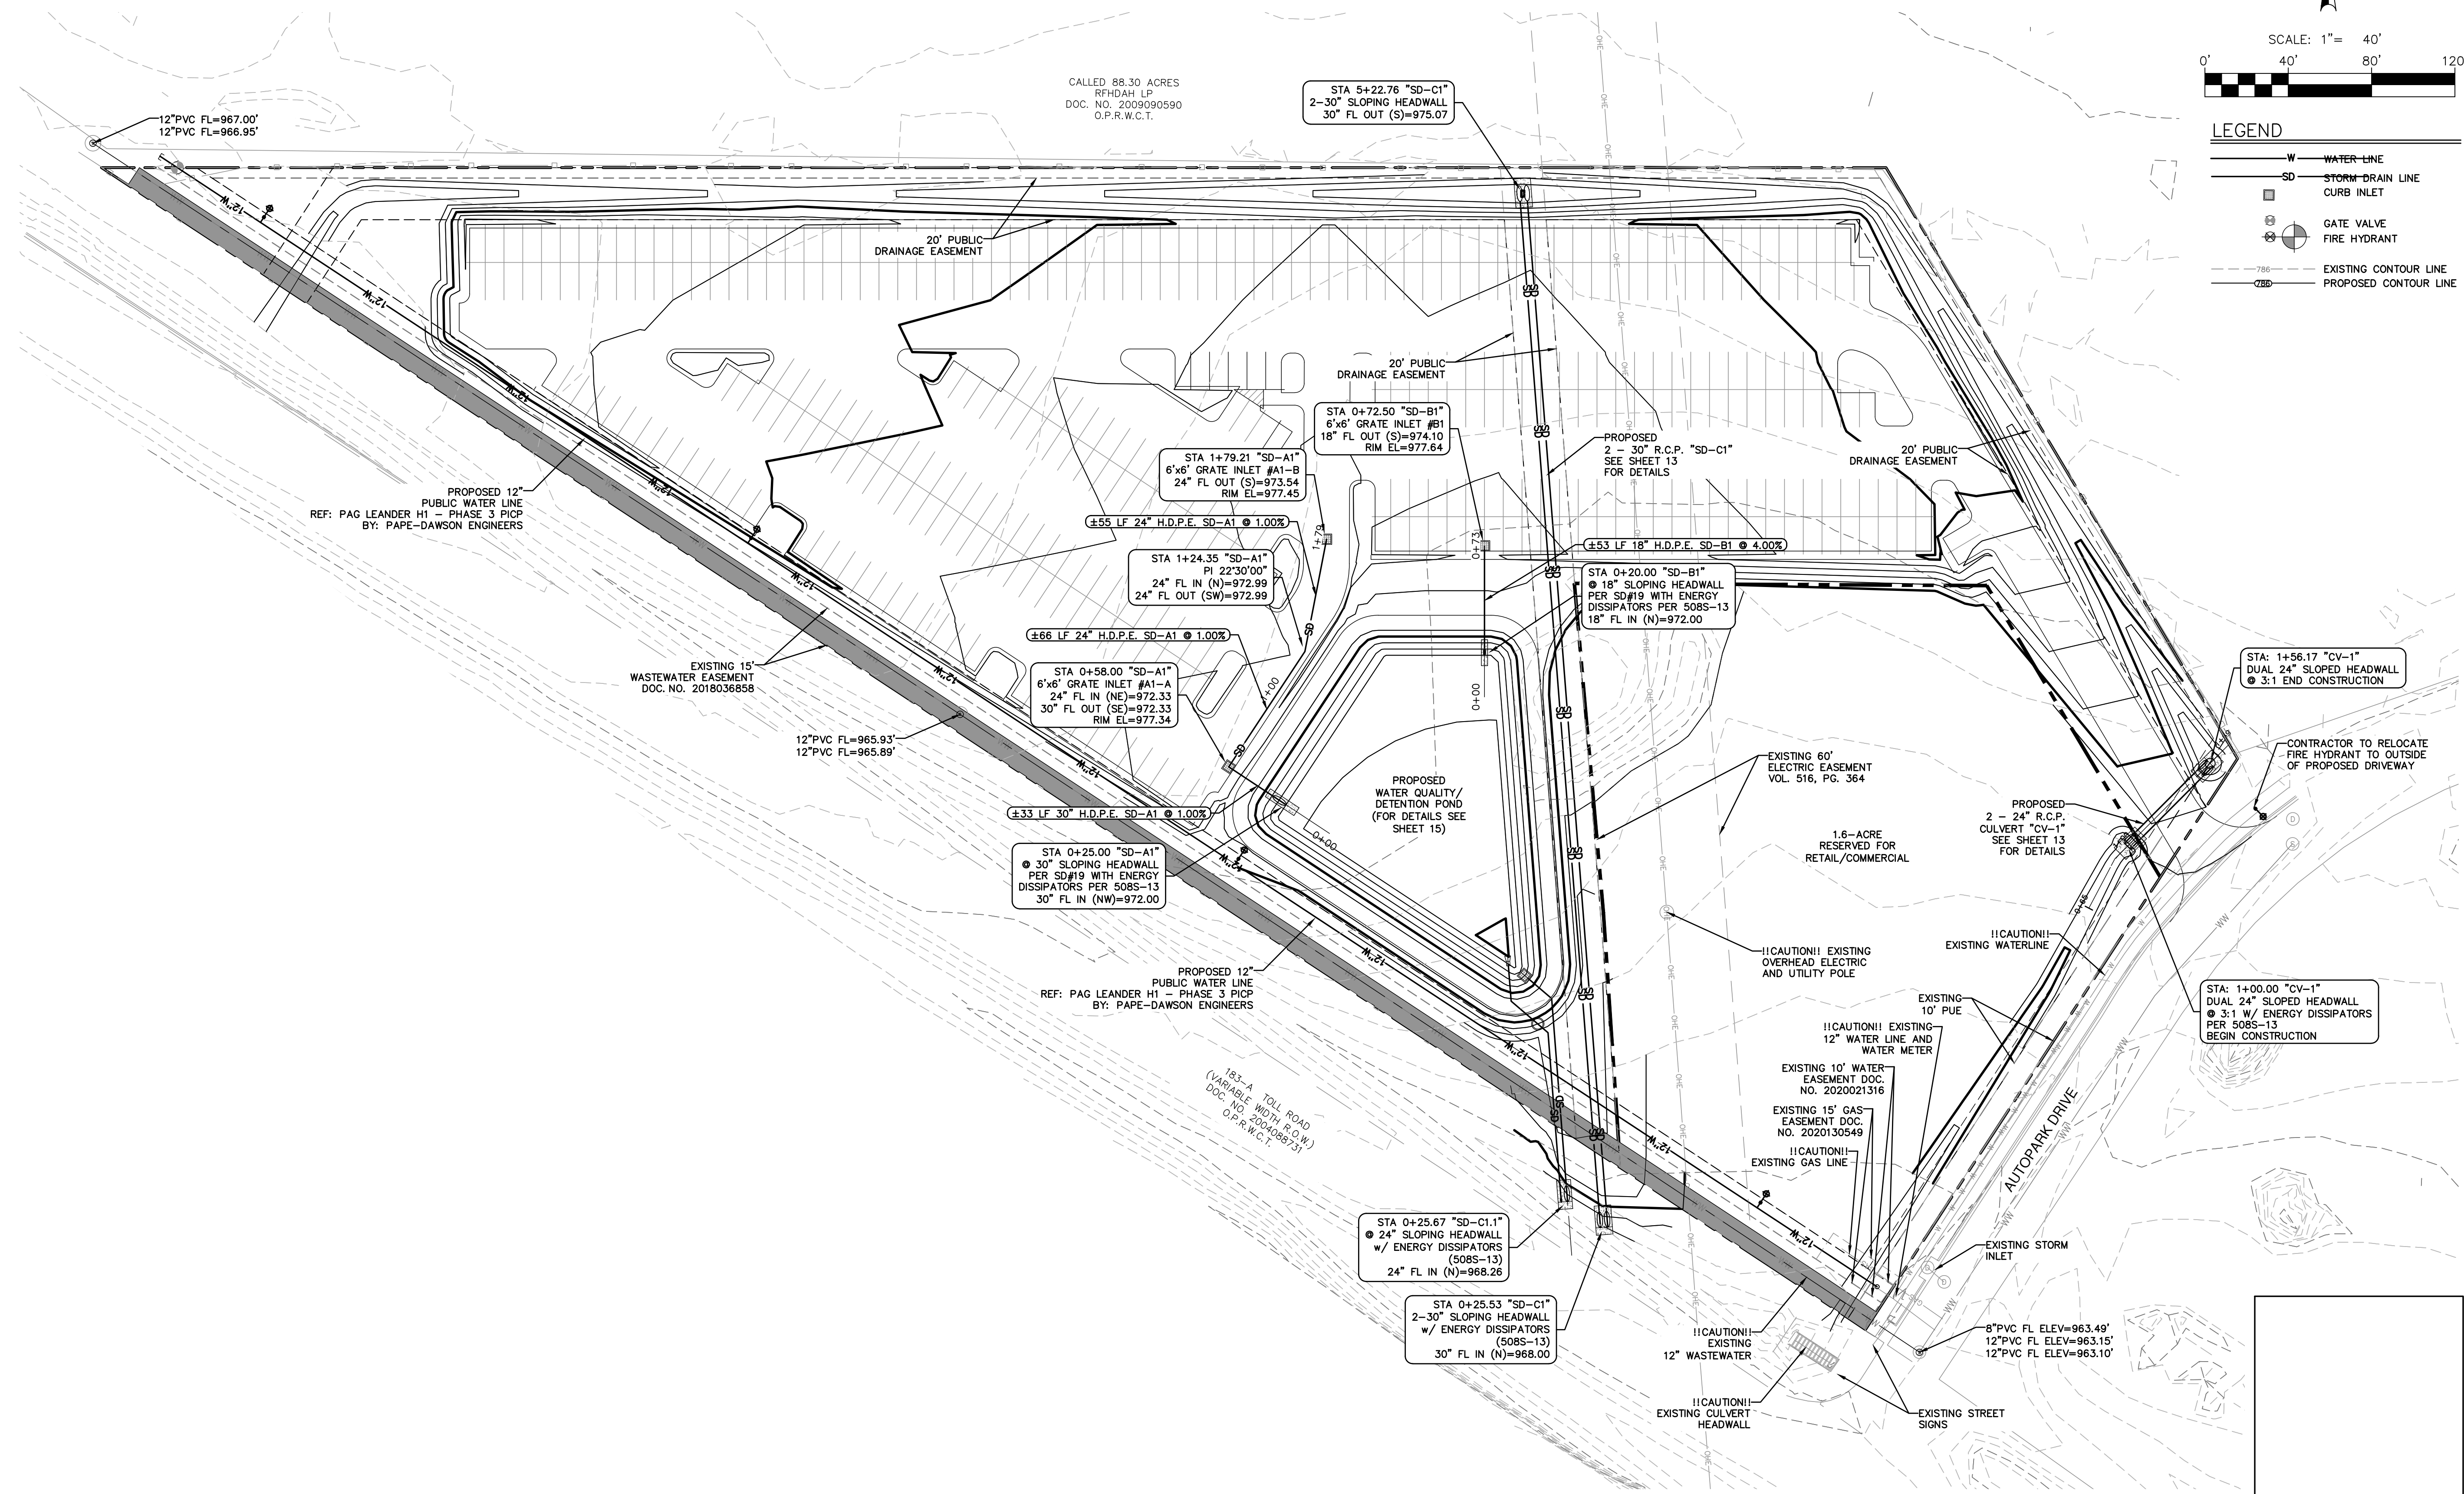 SCALE: 1"= 40'
0' 40' 80' 120
LEGEND
W WATER LINE
SD STORM DRAIN LINE
CURB INLET
GATE VALVE
FIRE HYDRANT
786 EXISTING CONTOUR LINE
PROPOSED CONTOUR LINE
CALLED 88.30 ACRES
RFHDAH LP
DOC. NO. 2009090590
O.P.R.W.C.T.
STA 5+22.76 "SD-C1"
2-30" SLOPING HEADWALL
30" FL OUT (S)=975.07
12"PVC FL=967.00'
12"PVC FL=966.95'
20' PUBLIC
DRAINAGE EASEMENT
20' PUBLIC
DRAINAGE EASEMENT
STA 0+72.50 "SD-B1"
6'x6' GRATE INLET #B1
18" FL OUT (S)=974.10
RIM EL=977.64
PROPOSED
2 - 30" R.C.P. "SD-C1"
SEE SHEET 13
FOR DETAILS
20' PUBLIC
DRAINAGE EASEMENT
STA 1+79.21 "SD-A1"
6'x6' GRATE INLET #A1-B
24" FL OUT (S)=973.54
RIM EL=977.45
PROPOSED 12"
PUBLIC WATER LINE
REF: PAG LEANDER H1 - PHASE 3 PICP
BY: PAPE-DAWSON ENGINEERS
±55 LF 24" H.D.P.E. SD-A1 @ 1.00%
1+79
0+73
±53 LF 18" H.D.P.E. SD-B1 @ 4.00%
STA 1+24.35 "SD-A1"
PI 22°30'00"
24" FL IN (N)=972.99
24" FL OUT (SW)=972.99
STA 0+20.00 "SD-B1"
@ 18" SLOPING HEADWALL
PER SD#19 WITH ENERGY
DISSIPATORS PER 508S-13
18" FL IN (N)=972.00
±66 LF 24" H.D.P.E. SD-A1 @ 1.00%
EXISTING 15'
WASTEWATER EASEMENT
DOC. NO. 2018036858
STA 0+58.00 "SD-A1"
6'x6' GRATE INLET #A1-A
24" FL IN (NE)=972.33
30" FL OUT (SE)=972.33
RIM EL=977.34
1+00
0+00
STA: 1+56.17 "CV-1"
DUAL 24" SLOPED HEADWALL
@ 3:1 END CONSTRUCTION
12"PVC FL=965.93'
12"PVC FL=965.89'
EXISTING 60'
ELECTRIC EASEMENT
VOL. 516, PG. 364
CONTRACTOR TO RELOCATE
FIRE HYDRANT TO OUTSIDE
OF PROPOSED DRIVEWAY
PROPOSED
WATER QUALITY/
DETENTION POND
(FOR DETAILS SEE
SHEET 15)
±33 LF 30" H.D.P.E. SD-A1 @ 1.00%
0+00
1.6-ACRE
RESERVED FOR
RETAIL/COMMERCIAL
PROPOSED
2 - 24" R.C.P.
CULVERT "CV-1"
SEE SHEET 13
FOR DETAILS
STA 0+25.00 "SD-A1"
@ 30" SLOPING HEADWALL
PER SD#19 WITH ENERGY
DISSIPATORS PER 508S-13
30" FL IN (NW)=972.00
!!CAUTION!! EXISTING
OVERHEAD ELECTRIC
AND UTILITY POLE
!!CAUTION!!
EXISTING WATERLINE
PROPOSED 12"
PUBLIC WATER LINE
REF: PAG LEANDER H1 - PHASE 3 PICP
BY: PAPE-DAWSON ENGINEERS
STA: 1+00.00 "CV-1"
DUAL 24" SLOPED HEADWALL
@ 3:1 W/ ENERGY DISSIPATORS
PER 508S-13
BEGIN CONSTRUCTION
EXISTING
10' PUE
!!CAUTION!! EXISTING
12" WATER LINE AND
WATER METER
EXISTING 10' WATER
EASEMENT DOC.
NO. 2020021316
EXISTING 15' GAS
EASEMENT DOC.
NO. 2020130549
!!CAUTION!!
EXISTING GAS LINE
183-A TOLL ROAD
(VARIABLE WIDTH R.O.W.)
DOC. NO. 2004088731
O.P.R.W.C.T.
AUTOPARK DRIVE
STA 0+25.67 "SD-C1.1"
@ 24" SLOPING HEADWALL
w/ ENERGY DISSIPATORS
(508S-13)
24" FL IN (N)=968.26
EXISTING STORM
INLET
STA 0+25.53 "SD-C1"
2-30" SLOPING HEADWALL
w/ ENERGY DISSIPATORS
(508S-13)
30" FL IN (N)=968.00
!!CAUTION!!
EXISTING
12" WASTEWATER
8"PVC FL ELEV=963.49'
12"PVC FL ELEV=963.15'
12"PVC FL ELEV=963.10'
!!CAUTION!!
EXISTING CULVERT
HEADWALL
EXISTING STREET
SIGNS